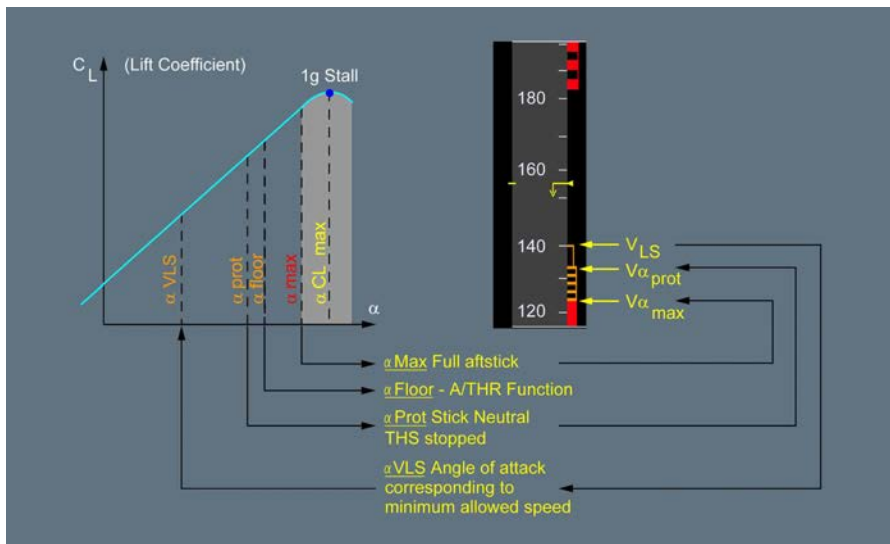 C L (Lift Coefficient)
1g Stall
α VLS
α prot
α floor
α max
α CL max
α
180
160
140
120
VLS
Vα prot
Vα max
α Max Full aftstick
α Floor - A/THR Function
α Prot Stick Neutral
THS stopped
α VLS Angle of attack
corresponding to
minimum allowed speed